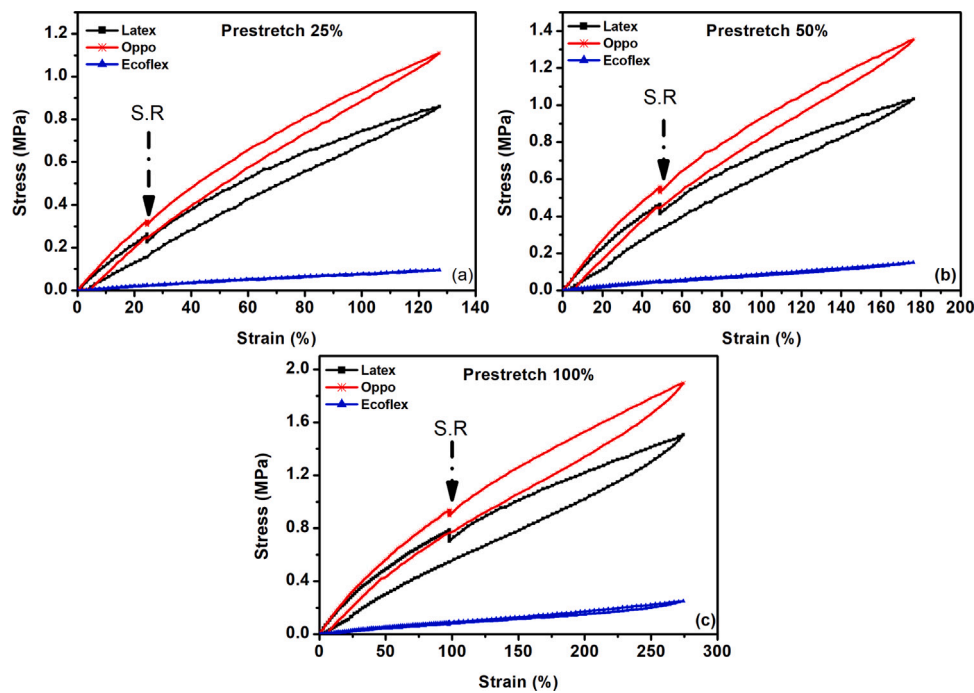 Prestretch 25%
Latex
Oppo
Ecoflex
S.R
(a)
Stress (MPa)
1.2
1.0
0.8
0.6
0.4
0.2
0.0
0 20 40 60 80 100 120 140
Strain (%)
Prestretch 50%
Latex
Oppo
Ecoflex
S.R
(b)
Stress (MPa)
1.4
1.2
1.0
0.8
0.6
0.4
0.2
0.0
0 20 40 60 80 100 120 140 160 180 200
Strain (%)
Prestretch 100%
Latex
Oppo
Ecoflex
S.R
(c)
Stress (MPa)
2.0
1.6
1.2
0.8
0.4
0.0
0 50 100 150 200 250 300
Strain (%)